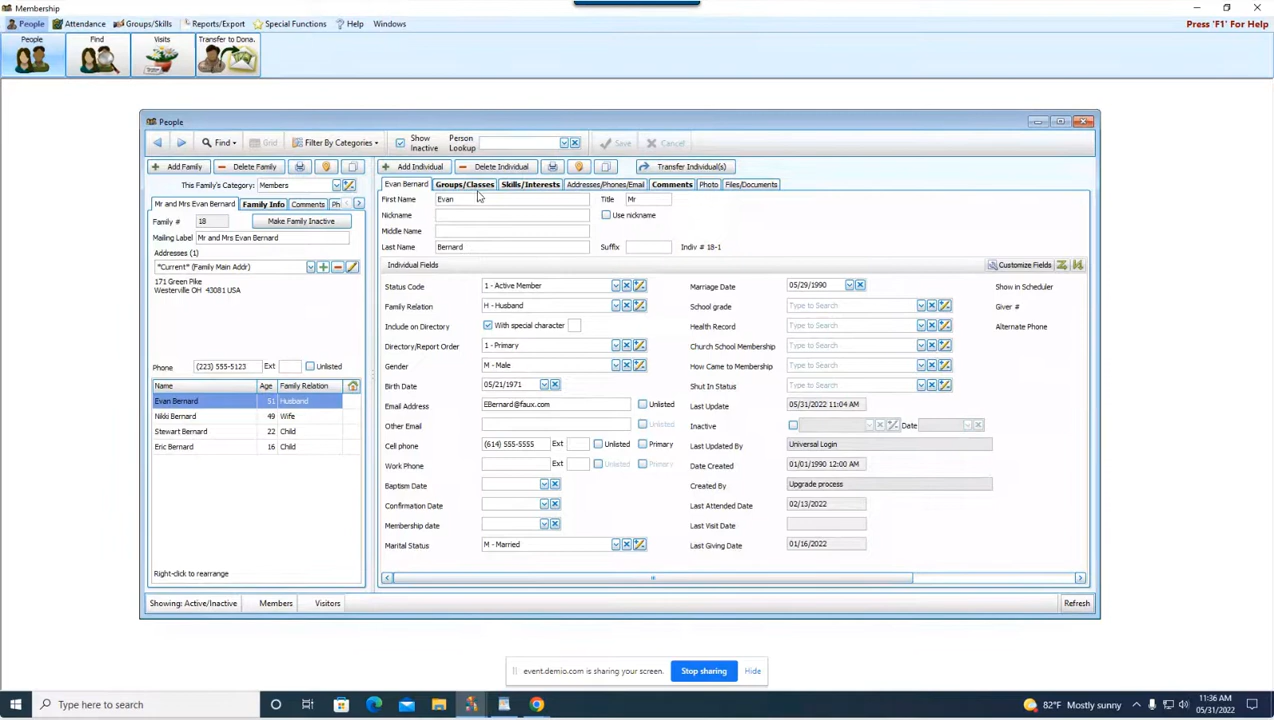 Membership
People Attendance Groups/Skills Reports/Export Special Functions Help Windows Press 'F1' For Help
People Find Visits Transfer to Dona.
People
Find Grid Filter By Categories Show Inactive Person Lookup Save Cancel
Add Family Delete Family Add Individual Delete Individual Transfer Individual(s)
This Family's Category: Members
Mr and Mrs Evan Bernard Family Info Comments Ph
Family # 18 Make Family Inactive
Mailing Label Mr and Mrs Evan Bernard
Addresses (1)
*Current* (Family Main Addr)
171 Green Pike
Westerville OH 43081 USA
Phone (223) 555-5123 Ext Unlisted
Name Age Family Relation
Evan Bernard 51 Husband
Nikki Bernard 49 Wife
Stewart Bernard 22 Child
Eric Bernard 16 Child
Right-click to rearrange
Evan Bernard Groups/Classes Skills/Interests Addresses/Phones/Email Comments Photo Files/Documents
First Name Evan Title Mr
Nickname Use nickname
Middle Name
Last Name Bernard Suffix Indiv # 18-1
Individual Fields Customize Fields
Status Code 1 - Active Member Marriage Date 05/29/1990 Show in Scheduler
Family Relation H - Husband School grade Type to Search Giver #
Include on Directory With special character Health Record Type to Search Alternate Phone
Directory/Report Order 1 - Primary Church School Membership Type to Search
Gender M - Male How Came to Membership Type to Search
Birth Date 05/21/1971 Shut In Status Type to Search
Email Address EBernard@faux.com Unlisted Last Update 05/31/2022 11:04 AM
Other Email Unlisted Inactive Date
Cell phone (614) 555-5555 Ext Unlisted Primary Last Updated By Universal Login
Work Phone Ext Unlisted Primary Date Created 01/01/1990 12:00 AM
Baptism Date Created By Upgrade process
Confirmation Date Last Attended Date 02/13/2022
Membership date Last Visit Date
Marital Status M - Married Last Giving Date 01/16/2022
Showing: Active/Inactive Members Visitors Refresh
event.demio.com is sharing your screen. Stop sharing Hide
Type here to search 82°F Mostly sunny 11:36 AM
05/31/2022